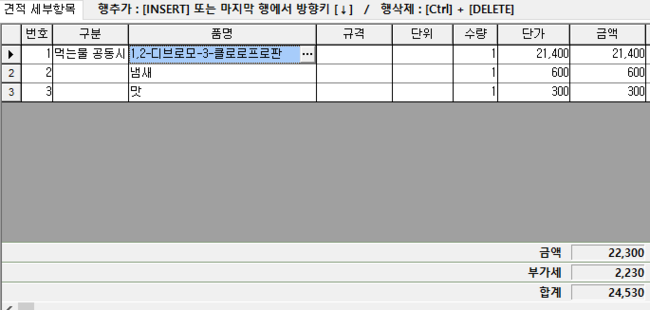 견적 세부항목 행추가 : [INSERT] 또는 마지막 행에서 방향키 [↓] / 행삭제 : [Ctrl] + [DELETE]
번호 구분 품명 규격 단위 수량 단가 금액
1 먹는물 공동시 1,2-디브로모-3-클로로프로판 ... 1 21,400 21,400
2 2 냄새 1 600 600
3 3 맛 1 300 300
금액 22,300
부가세 2,230
합계 24,530